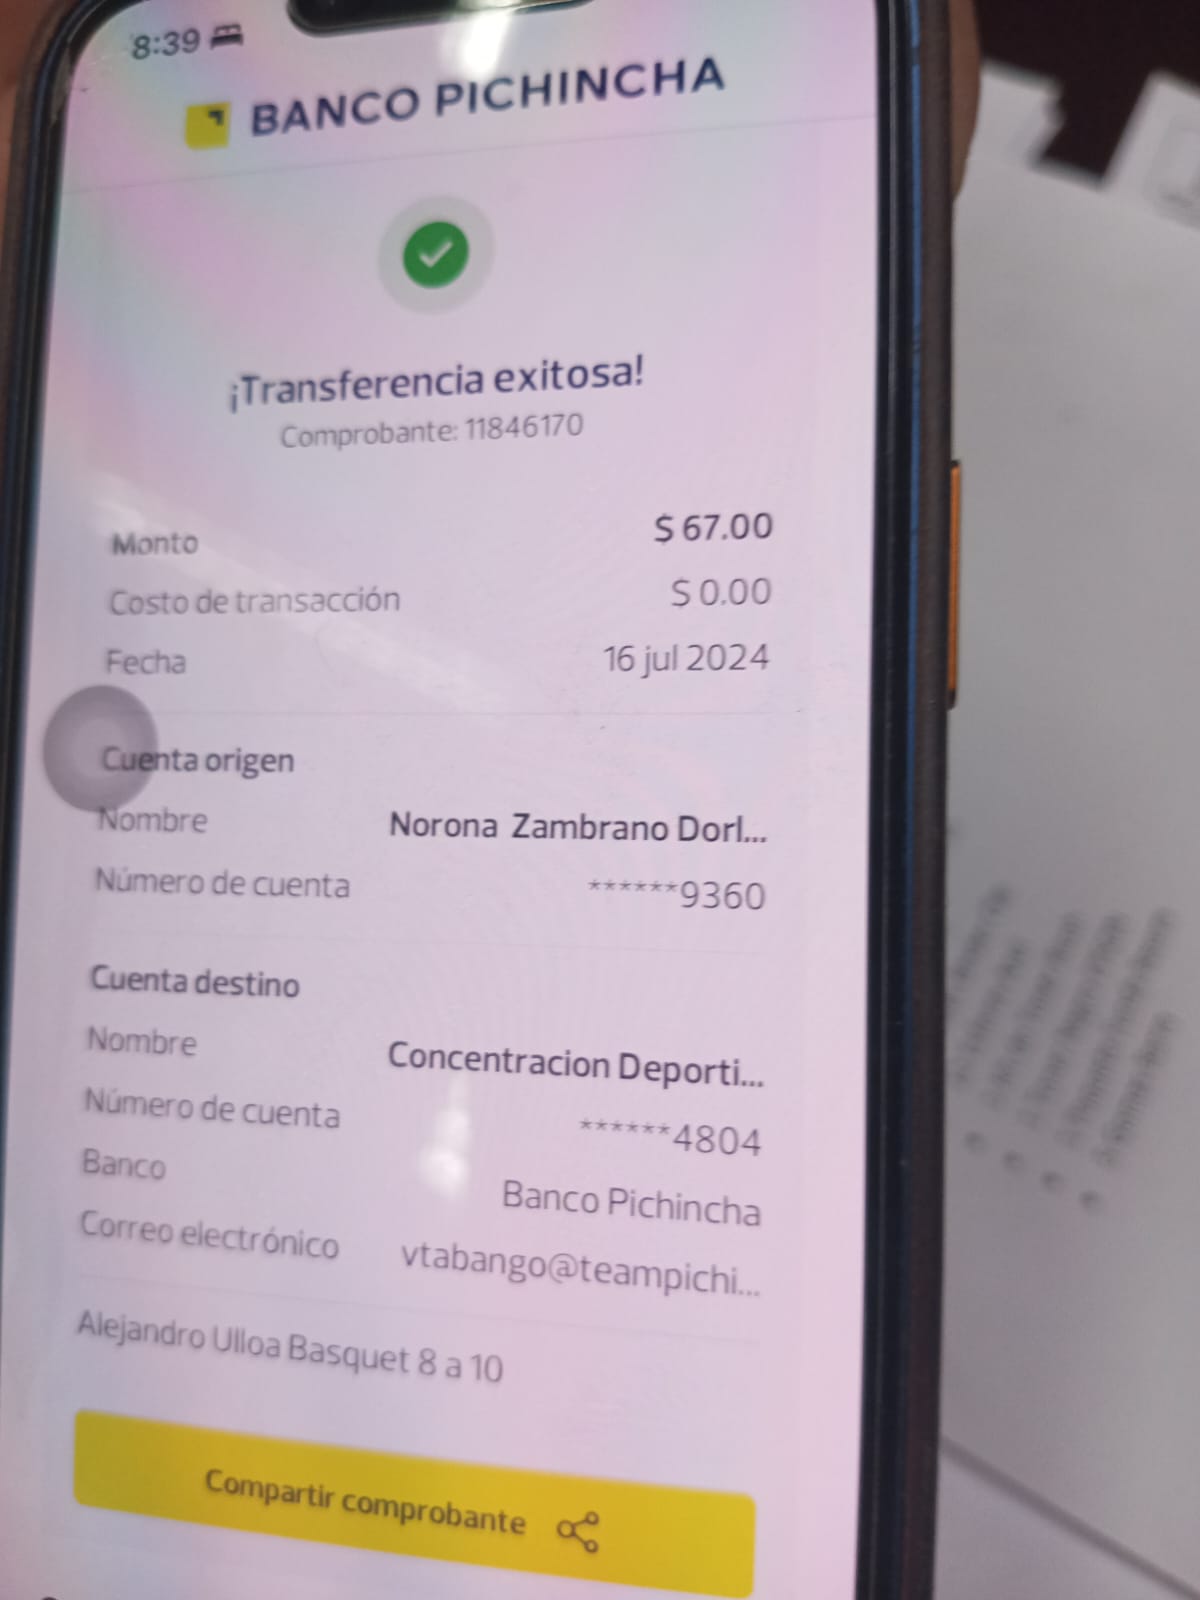 8:39
BANCO PICHINCHA
¡Transferencia exitosa!
Comprobante: 11846170
Monto $ 67.00
Costo de transacción $ 0.00
Fecha 16 jul 2024
Cuenta origen
Nombre Norona Zambrano Dorl...
Número de cuenta ******9360
Cuenta destino
Nombre Concentracion Deporti...
Número de cuenta ******4804
Banco Banco Pichincha
Correo electrónico vtabango@teampichi...
Alejandro Ulloa Basquet 8 a 10
Compartir comprobante